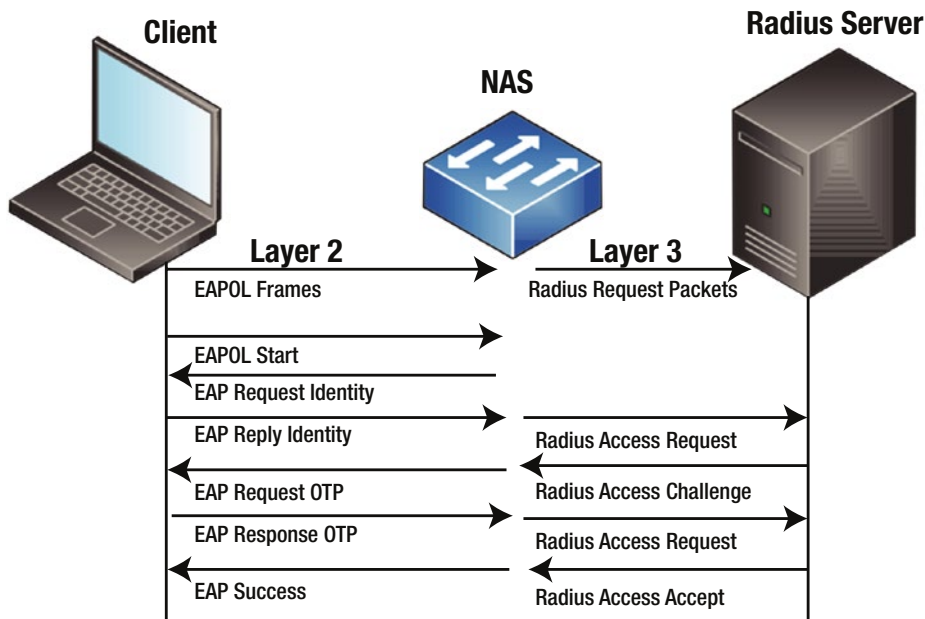 Client
Radius Server
NAS
Layer 2
Layer 3
EAPOL Frames
Radius Request Packets
EAPOL Start
EAP Request Identity
EAP Reply Identity
Radius Access Request
EAP Request OTP
Radius Access Challenge
EAP Response OTP
Radius Access Request
EAP Success
Radius Access Accept